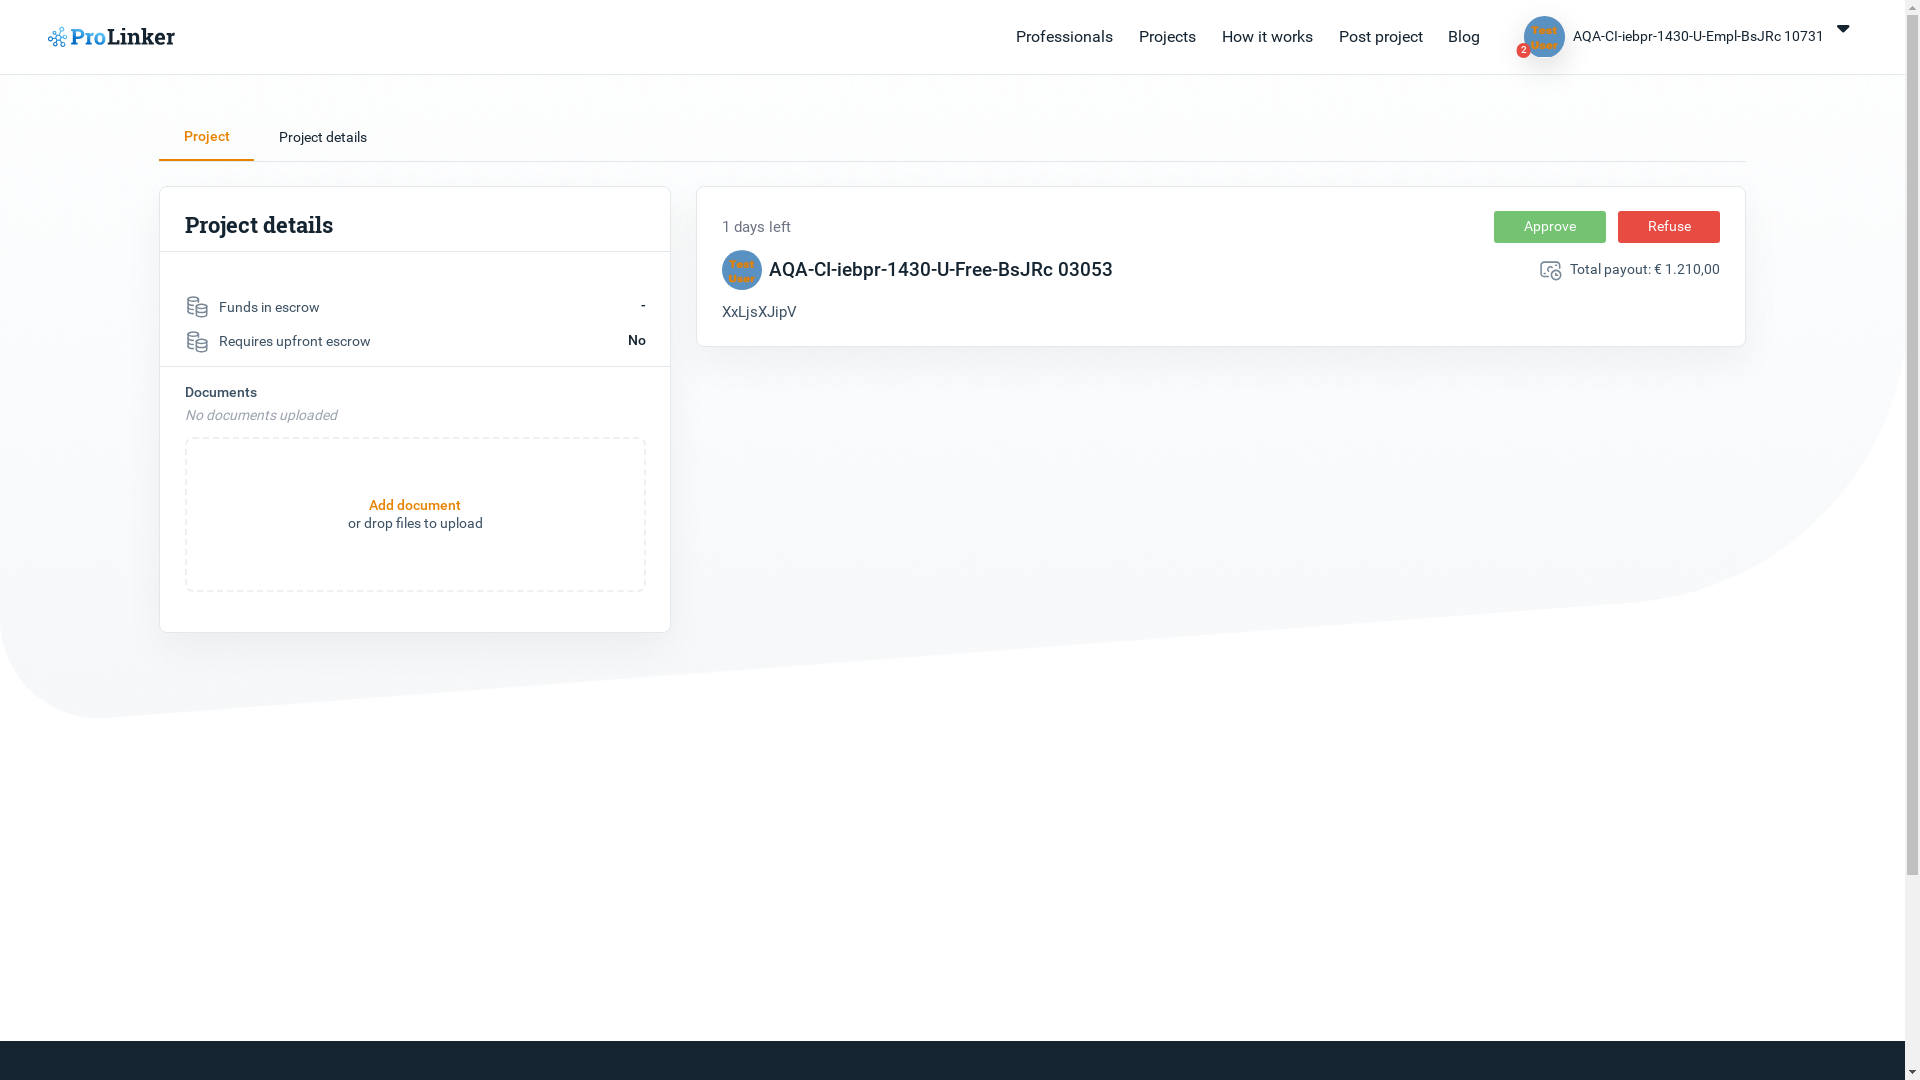 ProLinker
Professionals
Projects
How it works
Post project
Blog
Test User
2
AQA-CI-iebpr-1430-U-Empl-BsJRc 10731
Project
Project details
Project details
Funds in escrow
-
Requires upfront escrow
No
Documents
No documents uploaded
Add document
or drop files to upload
1 days left
Approve
Refuse
Test User
AQA-CI-iebpr-1430-U-Free-BsJRc 03053
Total payout: € 1.210,00
XxLjsXJipV